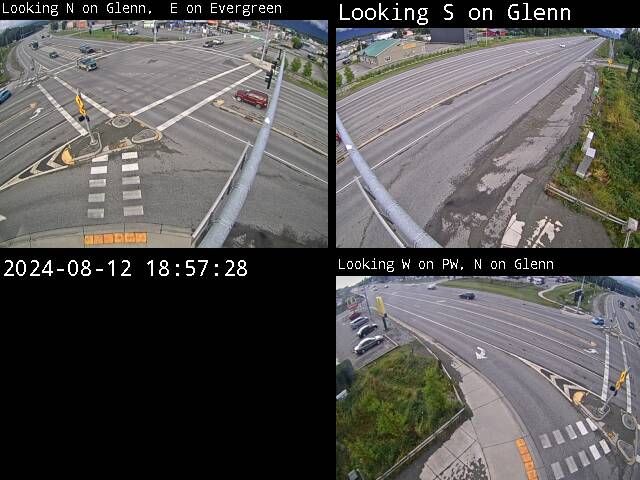 Looking N on Glenn,  E on Evergreen
Looking S on Glenn
2024-08-12 18:57:28
Looking W on PW, N on Glenn